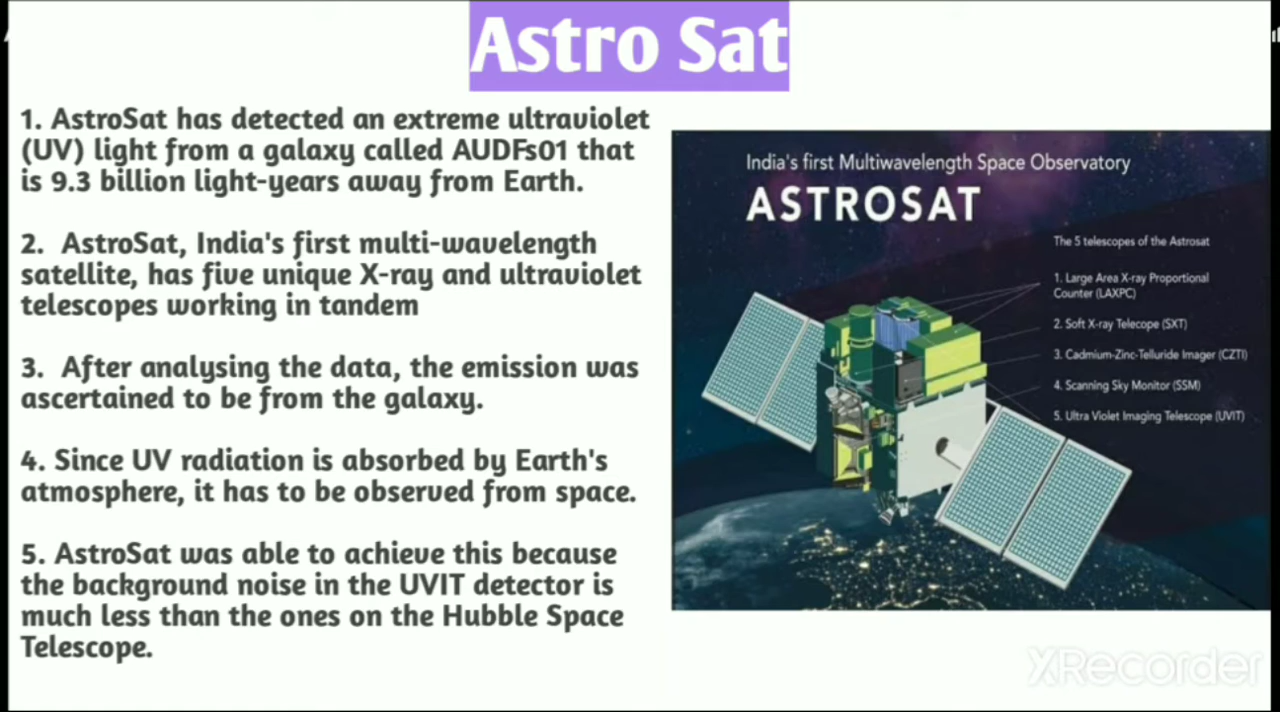 Astro Sat
1. AstroSat has detected an extreme ultraviolet
(UV) light from a galaxy called AUDFs01 that
is 9.3 billion light-years away from Earth.
2. AstroSat, India's first multi-wavelength
satellite, has five unique X-ray and ultraviolet
telescopes working in tandem
3. After analysing the data, the emission was
ascertained to be from the galaxy.
4. Since UV radiation is absorbed by Earth's
atmosphere, it has to be observed from space.
5. AstroSat was able to achieve this because
the background noise in the UVIT detector is
much less than the ones on the Hubble Space
Telescope.
India's first Multiwavelength Space Observatory
ASTROSAT
The 5 telescopes of the Astrosat
1. Large Area X-ray Proportional
Counter (LAXPC)
2. Soft X-ray Telecope (SXT)
3. Cadmium-Zinc-Telluride Imager (CZTI)
4. Scanning Sky Monitor (SSM)
5. Ultra Violet Imaging Telescope (UVIT)
XRecorder